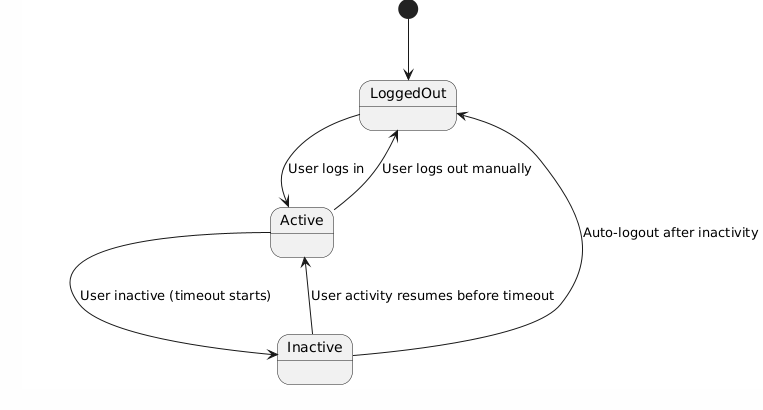 LoggedOut
User logs in
User logs out manually
Active
Auto-logout after inactivity
User inactive (timeout starts)
User activity resumes before timeout
Inactive